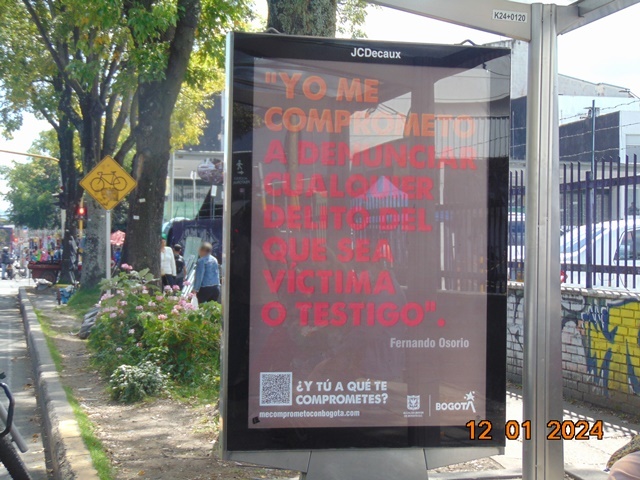 K24+0120
JCDecaux
"YO ME
COMPROMETO
A DENUNCIAR
CUALQUIER
DELITO DEL
QUE SEA
VÍCTIMA
O TESTIGO".
Fernando Osorio
¿Y TÚ A QUÉ TE
COMPROMETES?
mecomprometoconbogota.com
BOGOTÁ
12 01 2024